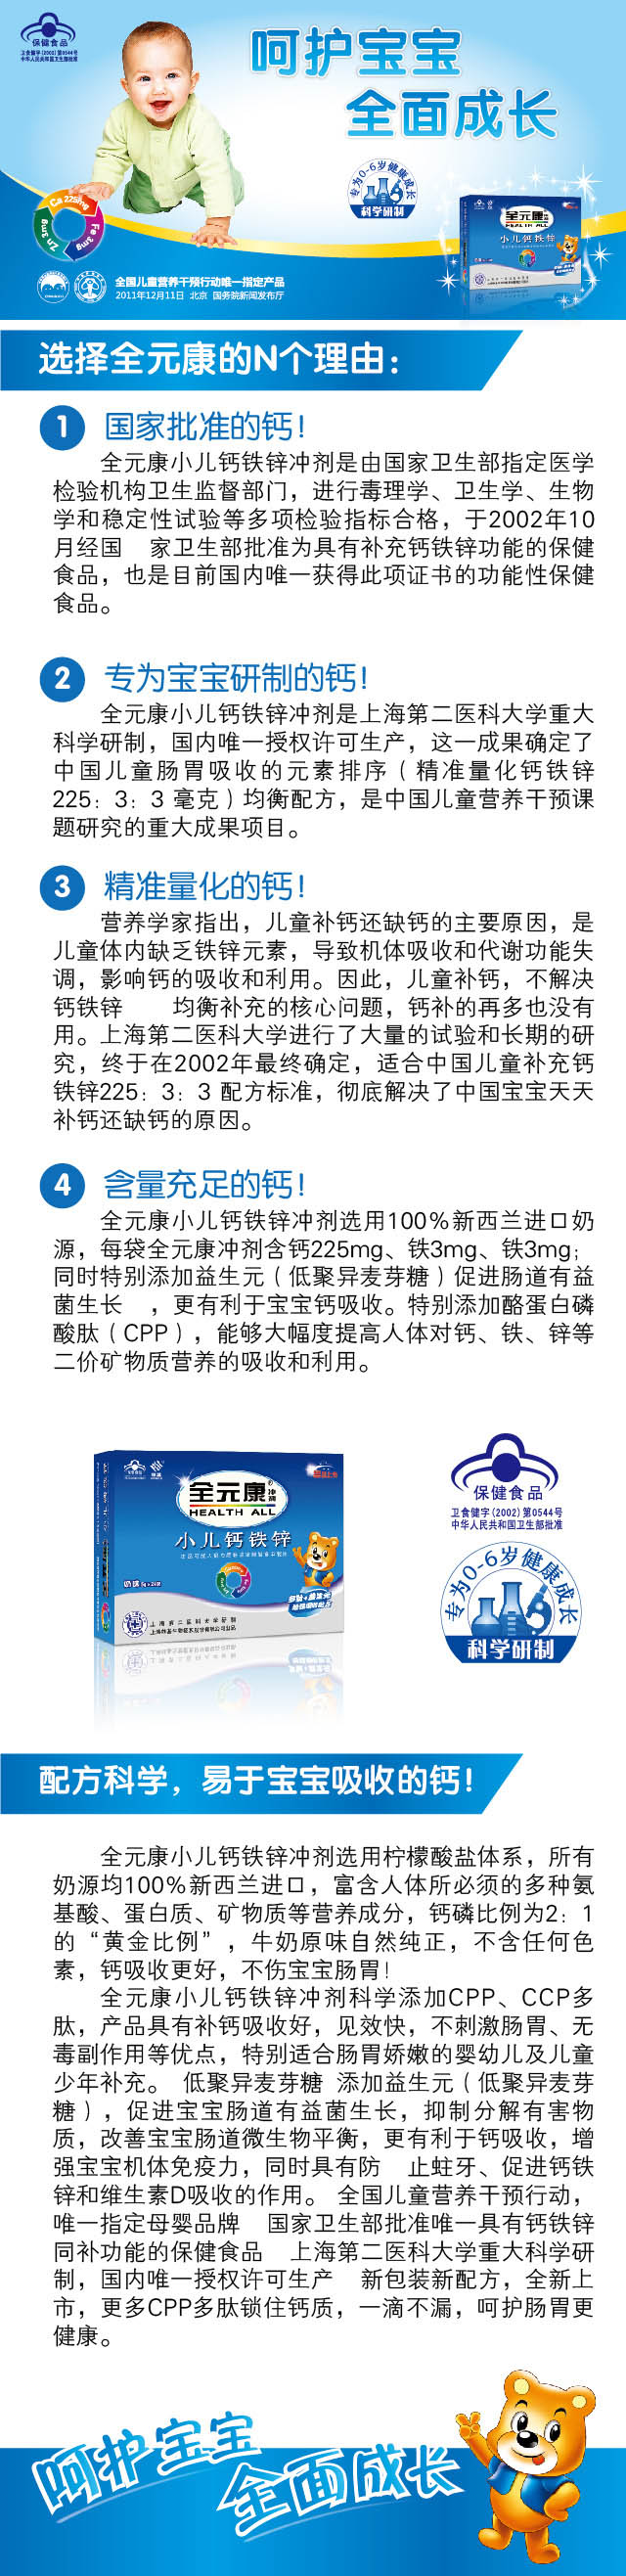 保健食品
卫食健字(2002)第0544号
中华人民共和国卫生部批准
呵护宝宝
全面成长
专为0-6岁健康成长
科学研制
Ca 225mg
Fe 3mg
Zn 3mg
全元康
HEALTH ALL
小儿钙铁锌
全国儿童营养干预行动唯一指定产品
2011年12月11日 北京 国务院新闻发布厅
选择全元康的N个理由：
1 国家批准的钙！
全元康小儿钙铁锌冲剂是由国家卫生部指定医学
检验机构卫生监督部门，进行毒理学、卫生学、生物
学和稳定性试验等多项检验指标合格，于2002年10
月经国 家卫生部批准为具有补充钙铁锌功能的保健
食品，也是目前国内唯一获得此项证书的功能性保健
食品。
2 专为宝宝研制的钙！
全元康小儿钙铁锌冲剂是上海第二医科大学重大
科学研制，国内唯一授权许可生产，这一成果确定了
中国儿童肠胃吸收的元素排序（精准量化钙铁锌
225：3：3 毫克）均衡配方，是中国儿童营养干预课
题研究的重大成果项目。
3 精准量化的钙！
营养学家指出，儿童补钙还缺钙的主要原因，是
儿童体内缺乏铁锌元素，导致机体吸收和代谢功能失
调，影响钙的吸收和利用。因此，儿童补钙，不解决
钙铁锌 均衡补充的核心问题，钙补的再多也没有
用。上海第二医科大学进行了大量的试验和长期的研
究，终于在2002年最终确定，适合中国儿童补充钙
铁锌225：3：3 配方标准，彻底解决了中国宝宝天天
补钙还缺钙的原因。
4 含量充足的钙！
全元康小儿钙铁锌冲剂选用100%新西兰进口奶
源，每袋全元康冲剂含钙225mg、铁3mg、铁3mg；
同时特别添加益生元（低聚异麦芽糖）促进肠道有益
菌生长 ，更有利于宝宝钙吸收。特别添加酪蛋白磷
酸肽（CPP），能够大幅度提高人体对钙、铁、锌等
二价矿物质营养的吸收和利用。
全元康®冲剂
HEALTH ALL
小儿钙铁锌
上海第二医科大学研制
保健食品
卫食健字(2002)第0544号
中华人民共和国卫生部批准
专为0-6岁健康成长
科学研制
配方科学，易于宝宝吸收的钙！
全元康小儿钙铁锌冲剂选用柠檬酸盐体系，所有
奶源均100%新西兰进口，富含人体所必须的多种氨
基酸、蛋白质、矿物质等营养成分，钙磷比例为2：1
的“黄金比例”，牛奶原味自然纯正，不含任何色
素，钙吸收更好，不伤宝宝肠胃！
全元康小儿钙铁锌冲剂科学添加CPP、CCP多
肽，产品具有补钙吸收好，见效快，不刺激肠胃、无
毒副作用等优点，特别适合肠胃娇嫩的婴幼儿及儿童
少年补充。 低聚异麦芽糖 添加益生元（低聚异麦芽
糖），促进宝宝肠道有益菌生长，抑制分解有害物
质，改善宝宝肠道微生物平衡，更有利于钙吸收，增
强宝宝机体免疫力，同时具有防 止蛀牙、促进钙铁
锌和维生素D吸收的作用。 全国儿童营养干预行动，
唯一指定母婴品牌 国家卫生部批准唯一具有钙铁锌
同补功能的保健食品 上海第二医科大学重大科学研
制，国内唯一授权许可生产 新包装新配方，全新上
市，更多CPP多肽锁住钙质，一滴不漏，呵护肠胃更
健康。
呵护宝宝
全面成长